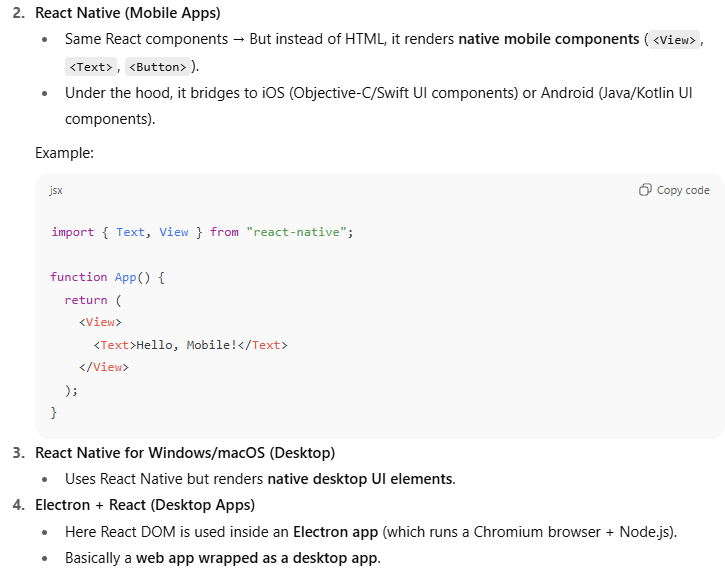 2. React Native (Mobile Apps)
• Same React components → But instead of HTML, it renders native mobile components ( <View> ,
<Text> , <Button> ).
• Under the hood, it bridges to iOS (Objective-C/Swift UI components) or Android (Java/Kotlin UI
components).
Example:
jsx Copy code
import { Text, View } from "react-native";
function App() {
return (
<View>
<Text>Hello, Mobile!</Text>
</View>
);
}
3. React Native for Windows/macOS (Desktop)
• Uses React Native but renders native desktop UI elements.
4. Electron + React (Desktop Apps)
• Here React DOM is used inside an Electron app (which runs a Chromium browser + Node.js).
• Basically a web app wrapped as a desktop app.